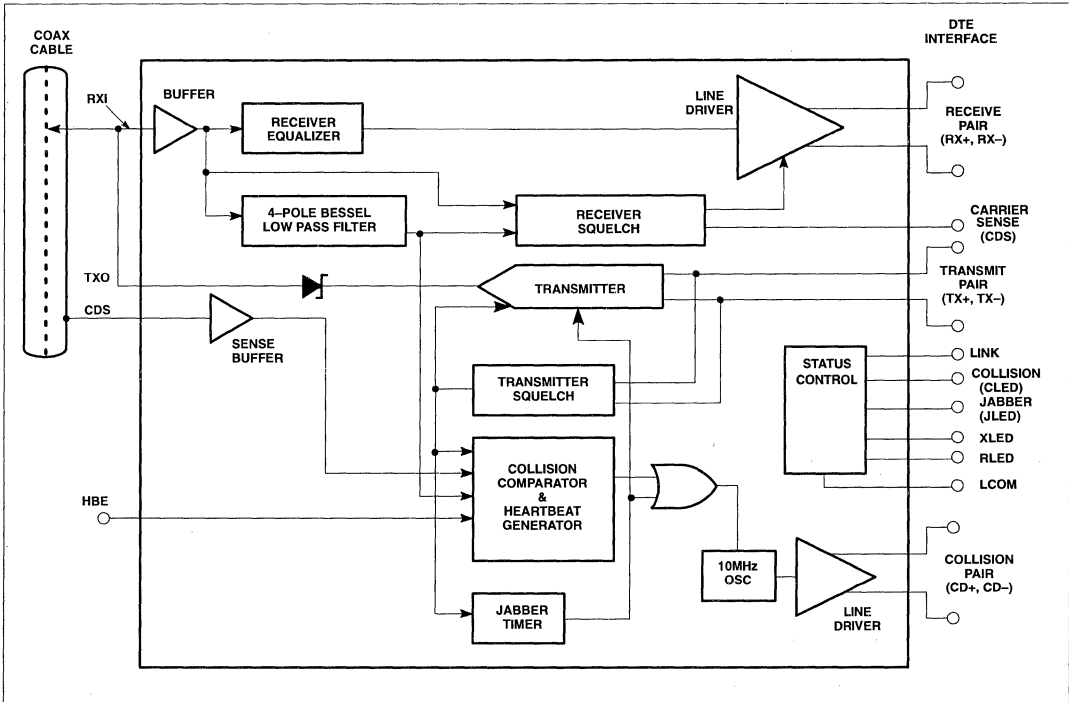 COAX
CABLE
DTE
INTERFACE
RXI
BUFFER
RECEIVER
EQUALIZER
LINE
DRIVER
RECEIVE
PAIR
(RX+, RX–)
4–POLE BESSEL
LOW PASS FILTER
RECEIVER
SQUELCH
CARRIER
SENSE
(CDS)
TXO
TRANSMITTER
TRANSMIT
PAIR
(TX+, TX–)
CDS
SENSE
BUFFER
TRANSMITTER
SQUELCH
STATUS
CONTROL
LINK
COLLISION
(CLED)
JABBER
(JLED)
XLED
RLED
LCOM
HBE
COLLISION
COMPARATOR
&
HEARTBEAT
GENERATOR
10MHz
OSC
LINE
DRIVER
COLLISION
PAIR
(CD+, CD–)
JABBER
TIMER